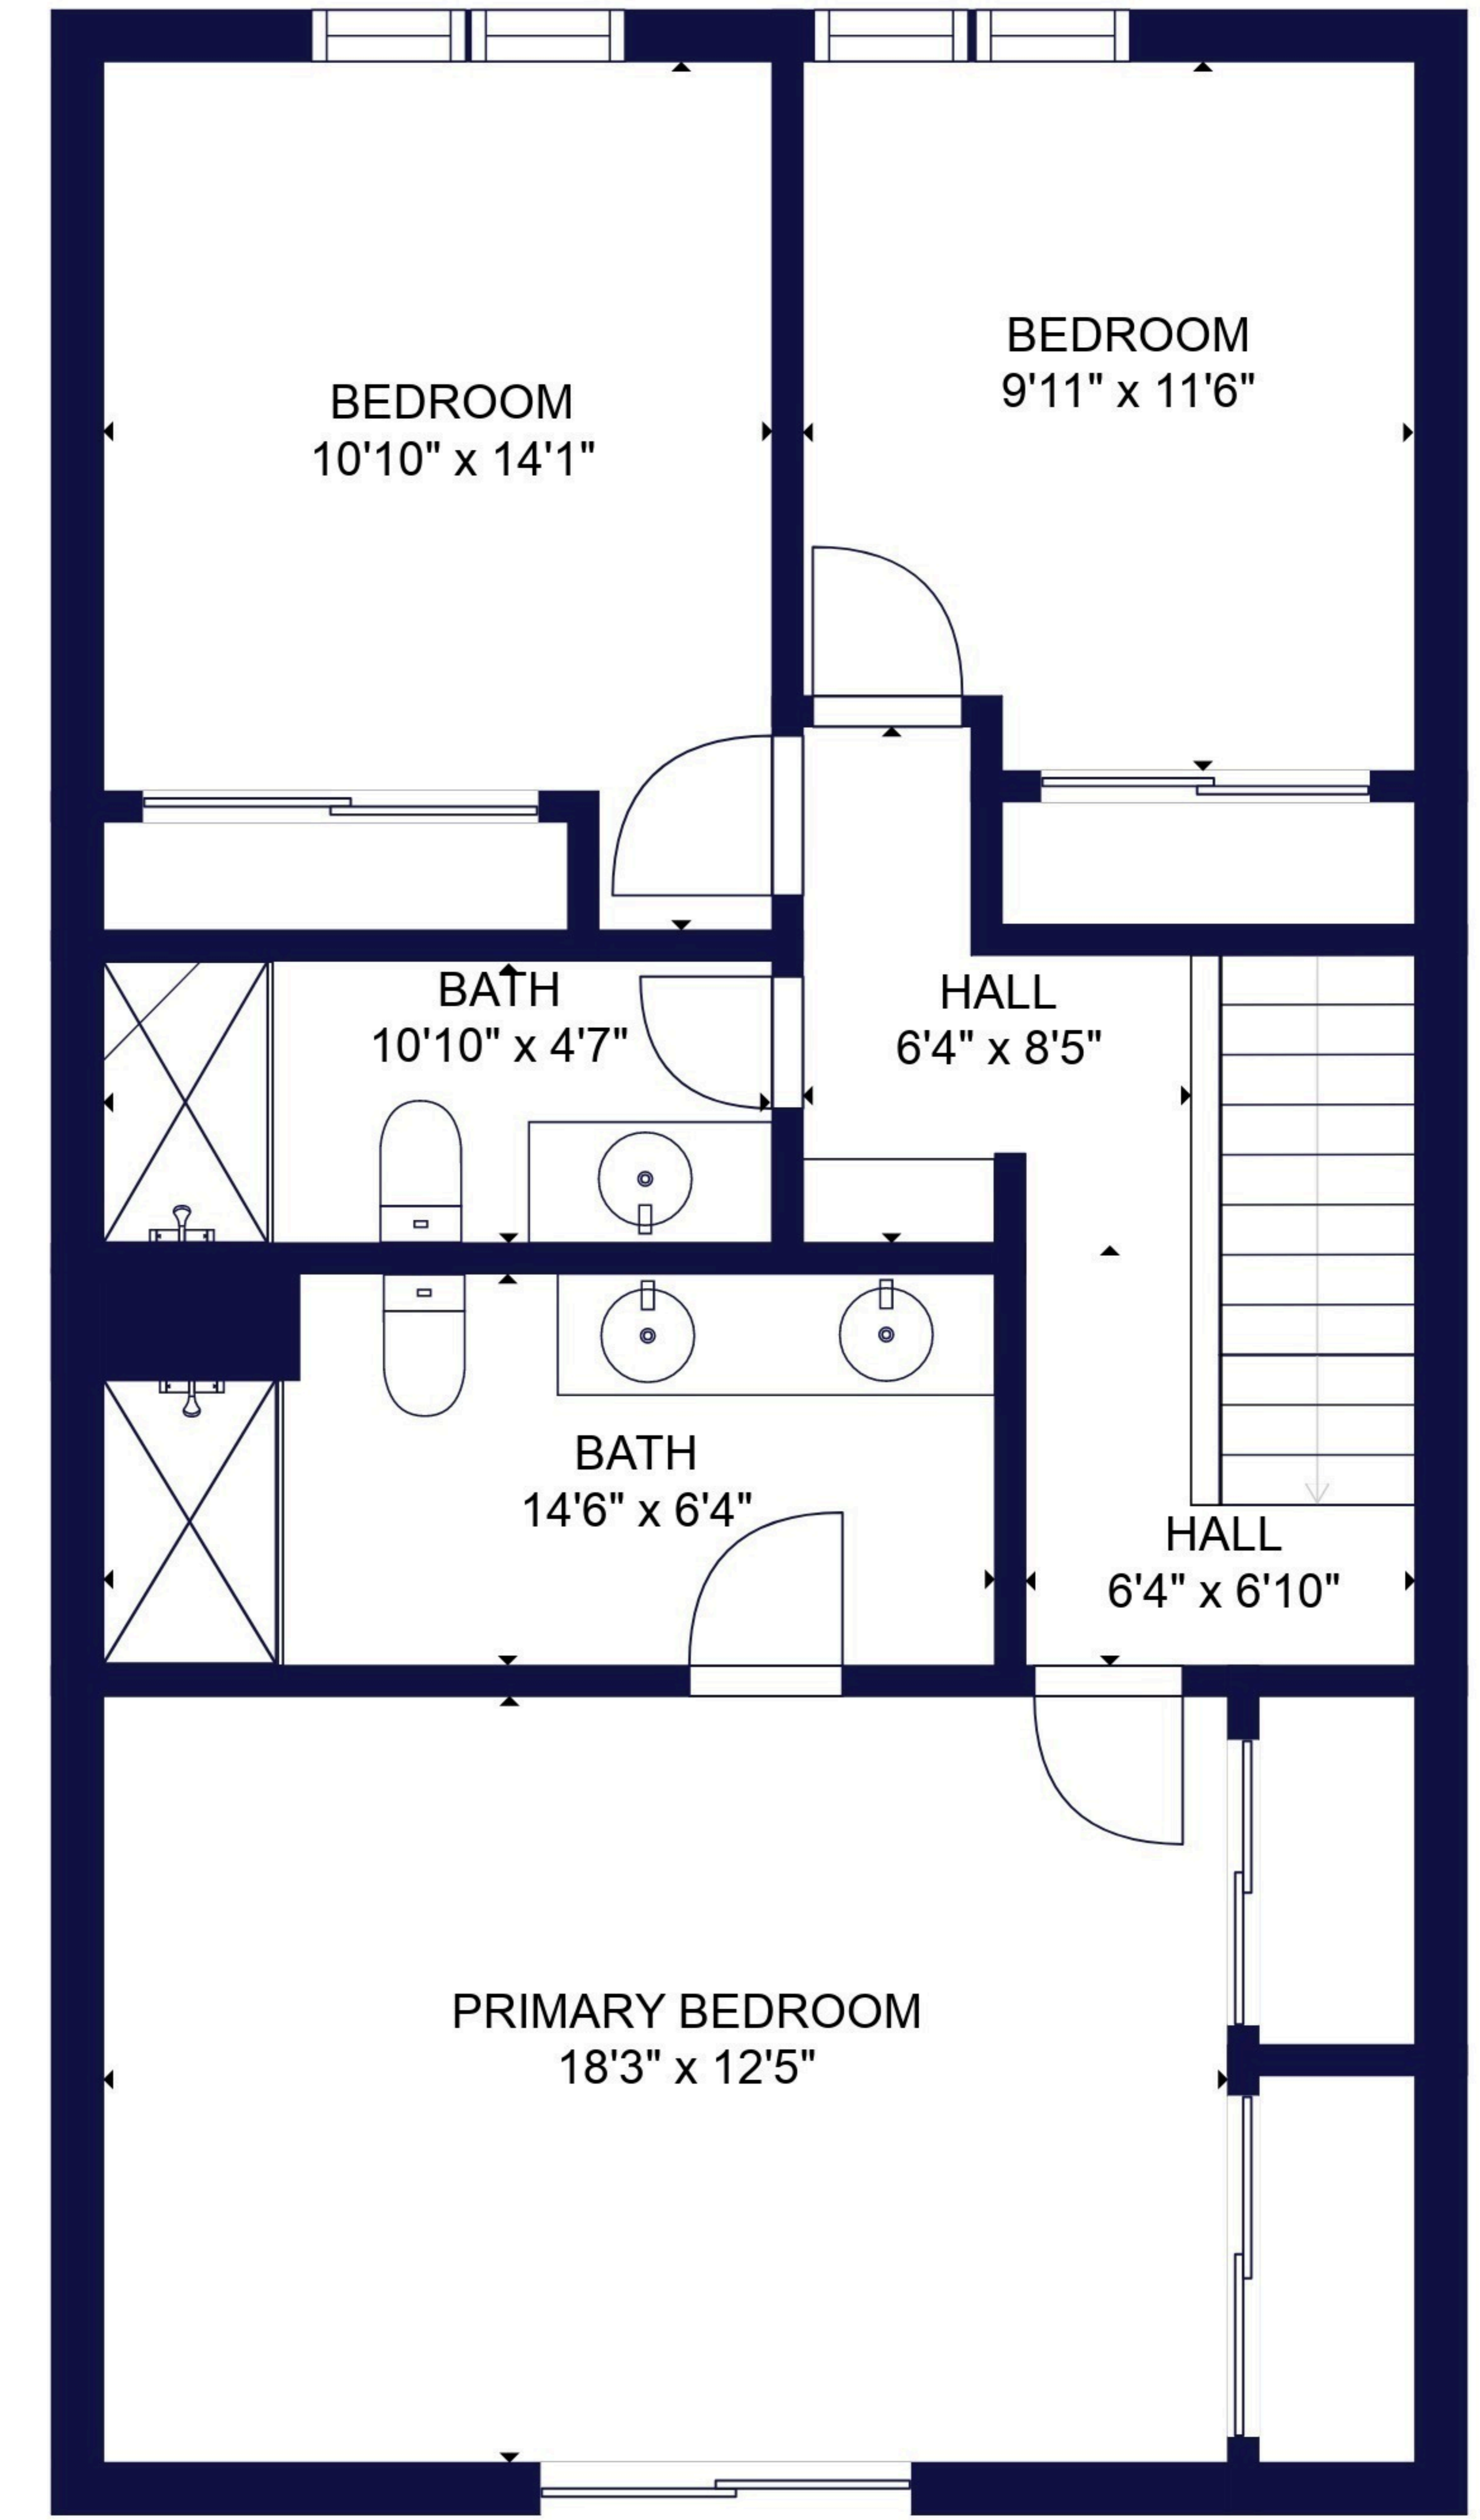 BEDROOM
9'11" x 11'6"
BEDROOM
10'10" x 14'1"
BATH
10'10" x 4'7"
HALL
6'4" x 8'5"
BATH
14'6" x 6'4"
HALL
6'4" x 6'10"
PRIMARY BEDROOM
18'3" x 12'5"